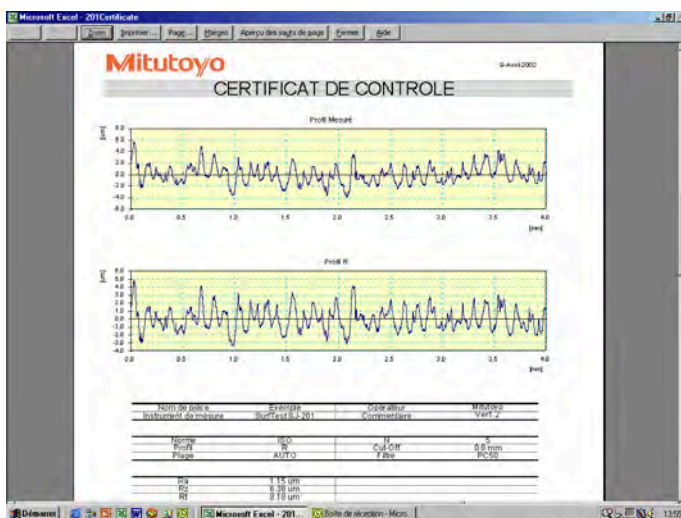 Microsoft Excel - 201Certificate
Zoom Imprimer... Page... Marges Aperçu des sauts de page Fermer Aide
Mitutoyo
9-Avril-2002
CERTIFICAT DE CONTROLE
Profil Mesuré
[um]
8.0
6.0
4.0
2.0
0.0
-2.0
-4.0
-6.0
0.0 0.5 1.0 1.5 2.0 2.5 3.0 3.5 4.0
[mm]
Profil R
[um]
6.0
5.0
4.0
3.0
2.0
1.0
0.0
-1.0
-2.0
-3.0
-4.0
0.0 0.5 1.0 1.5 2.0 2.5 3.0 3.5 4.0
[mm]
Nom de pièce Exemple Opérateur Mitutoyo
Instrument de mesure SurfTest SJ-201 Commentaire Ver1.2
Norme ISO N 5
Profil R Cut-Off 0.8 mm
Plage AUTO Filtre PC50
Ra 1.15 um
Rz 6.38 um
Rt 8.18 um
Démarrer Microsoft Excel - 201... Boîte de réception - Micro... 13:55